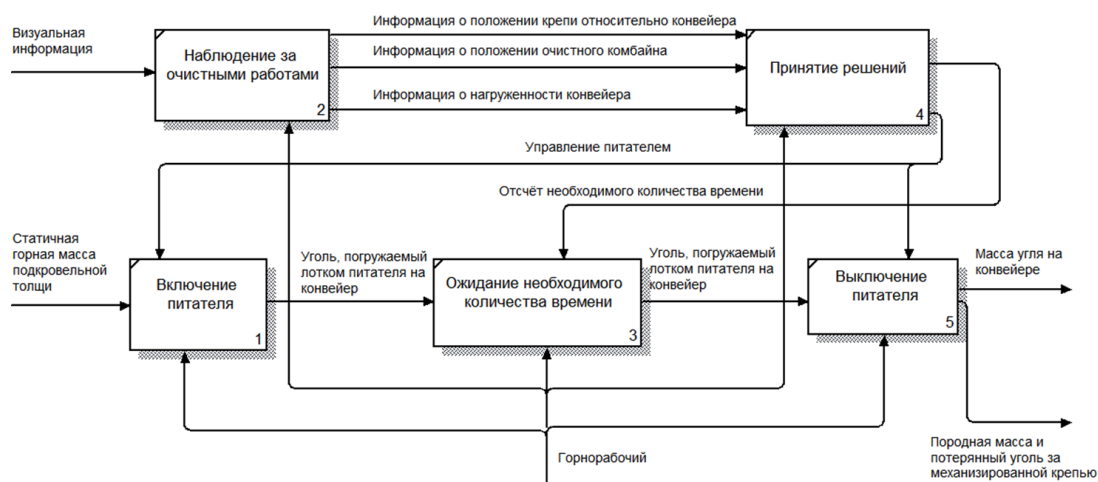 Визуальная
информация
Наблюдение за
очистными работами
2
Информация о положении крепи относительно конвейера
Информация о положении очистного комбайна
Информация о нагруженности конвейера
Принятие решений
4
Управление питателем
Отсчёт необходимого количества времени
Статичная
горная масса
подкровельной
толщи
Включение
питателя
1
Уголь, погружаемый
лотком питателя на
конвейер
Ожидание необходимого
количества времени
3
Уголь, погружаемый
лотком питателя на
конвейер
Выключение
питателя
5
Масса угля на
конвейере
Горнорабочий
Породная масса и
потерянный уголь за
механизированной крепью